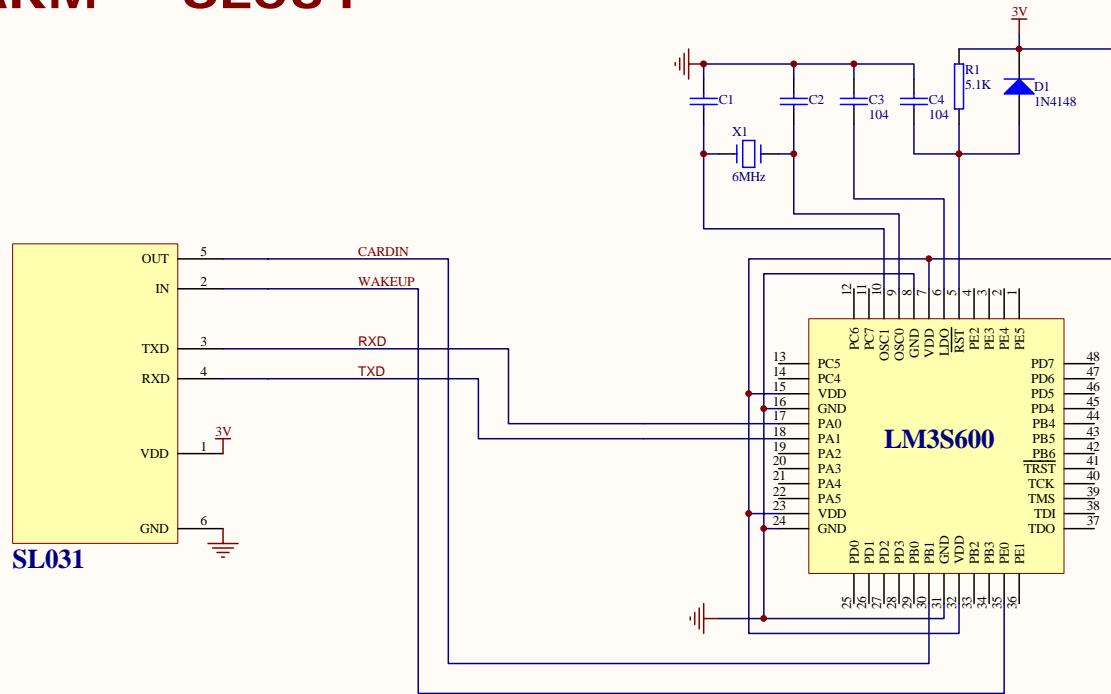 3V
R1
5.1K
D1
1N4148
C1
C2
C3
104
C4
104
X1
6MHz
OUT
5
CARDIN
IN
2
WAKEUP
TXD
3
RXD
RXD
4
TXD
VDD
1
3V
GND
6
SL031
12
11
10
9
8
7
6
5
4
3
2
1
PC6
PC7
OSC1
OSC0
GND
VDD
LDO
RST
PE2
PE3
PE4
PE5
13
PC5
14
PC4
15
VDD
16
GND
17
PA0
18
PA1
19
PA2
20
PA3
21
PA4
22
PA5
23
VDD
24
GND
LM3S600
PD7
48
PD6
47
PD5
46
PD4
45
PB4
44
PB5
43
PB6
42
TRST
41
TCK
40
TMS
39
TDI
38
TDO
37
PD0
PD1
PD2
PD3
PB0
PB1
GND
VDD
PB2
PB3
PE0
PE1
25
26
27
28
29
30
31
32
33
34
35
36